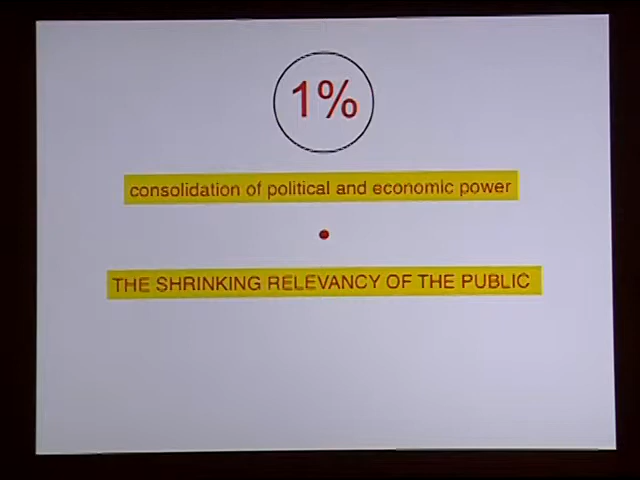 1%
consolidation of political and economic power
THE SHRINKING RELEVANCY OF THE PUBLIC